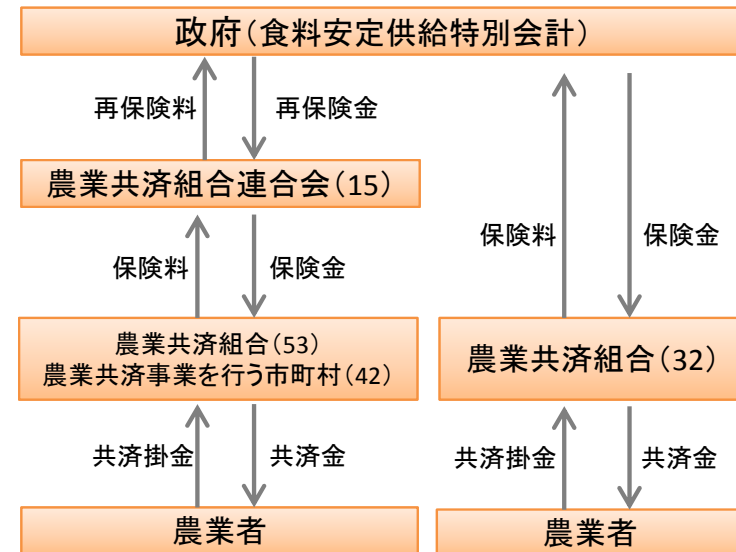 政府(食料安定供給特別会計)
再保険料
再保険金
農業共済組合連合会(15)
保険料
保険金
保険料
保険金
農業共済組合(53)
農業共済事業を行う市町村(42)
農業共済組合(32)
共済掛金
共済金
共済掛金
共済金
農業者
農業者